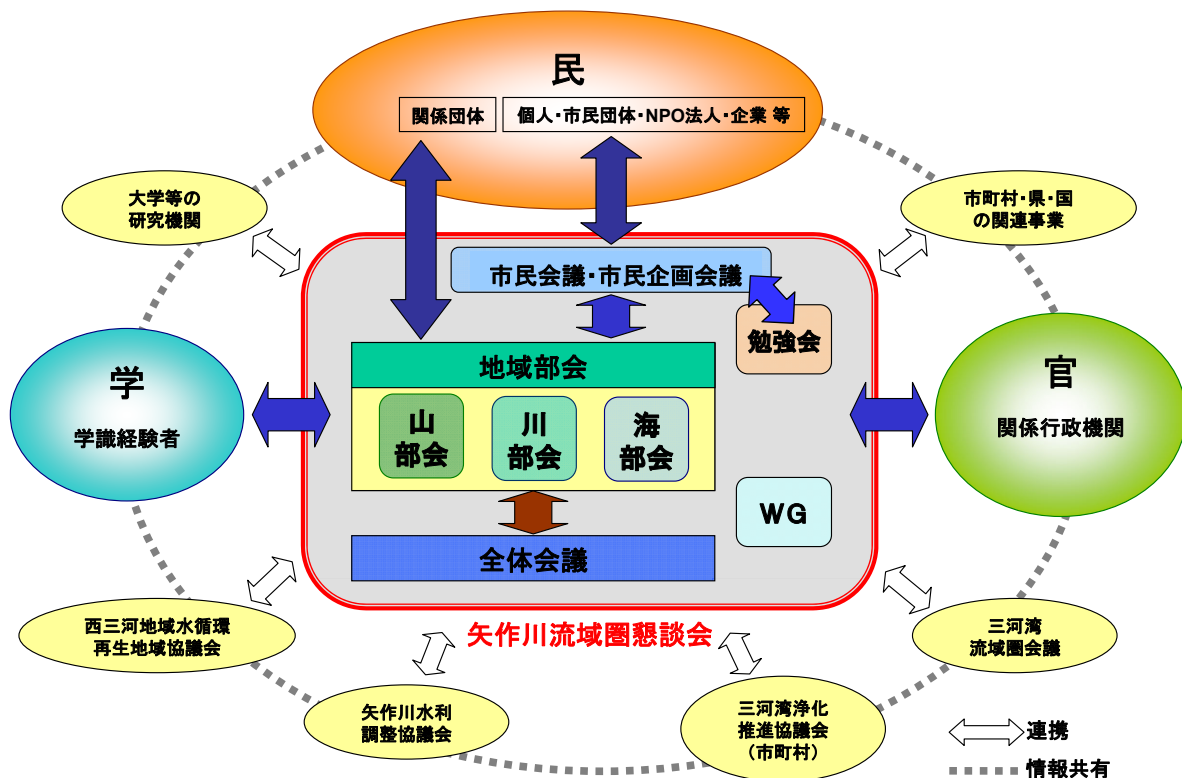 民
関係団体
個人・市民団体・NPO法人・企業 等
大学等の
研究機関
市町村・県・国
の関連事業
市民会議・市民企画会議
勉強会
地域部会
学
学識経験者
山
部会
川
部会
海
部会
官
関係行政機関
WG
全体会議
矢作川流域圏懇談会
西三河地域水循環
再生地域協議会
三河湾
流域圏会議
矢作川水利
調整協議会
三河湾浄化
推進協議会
（市町村）
連携
情報共有